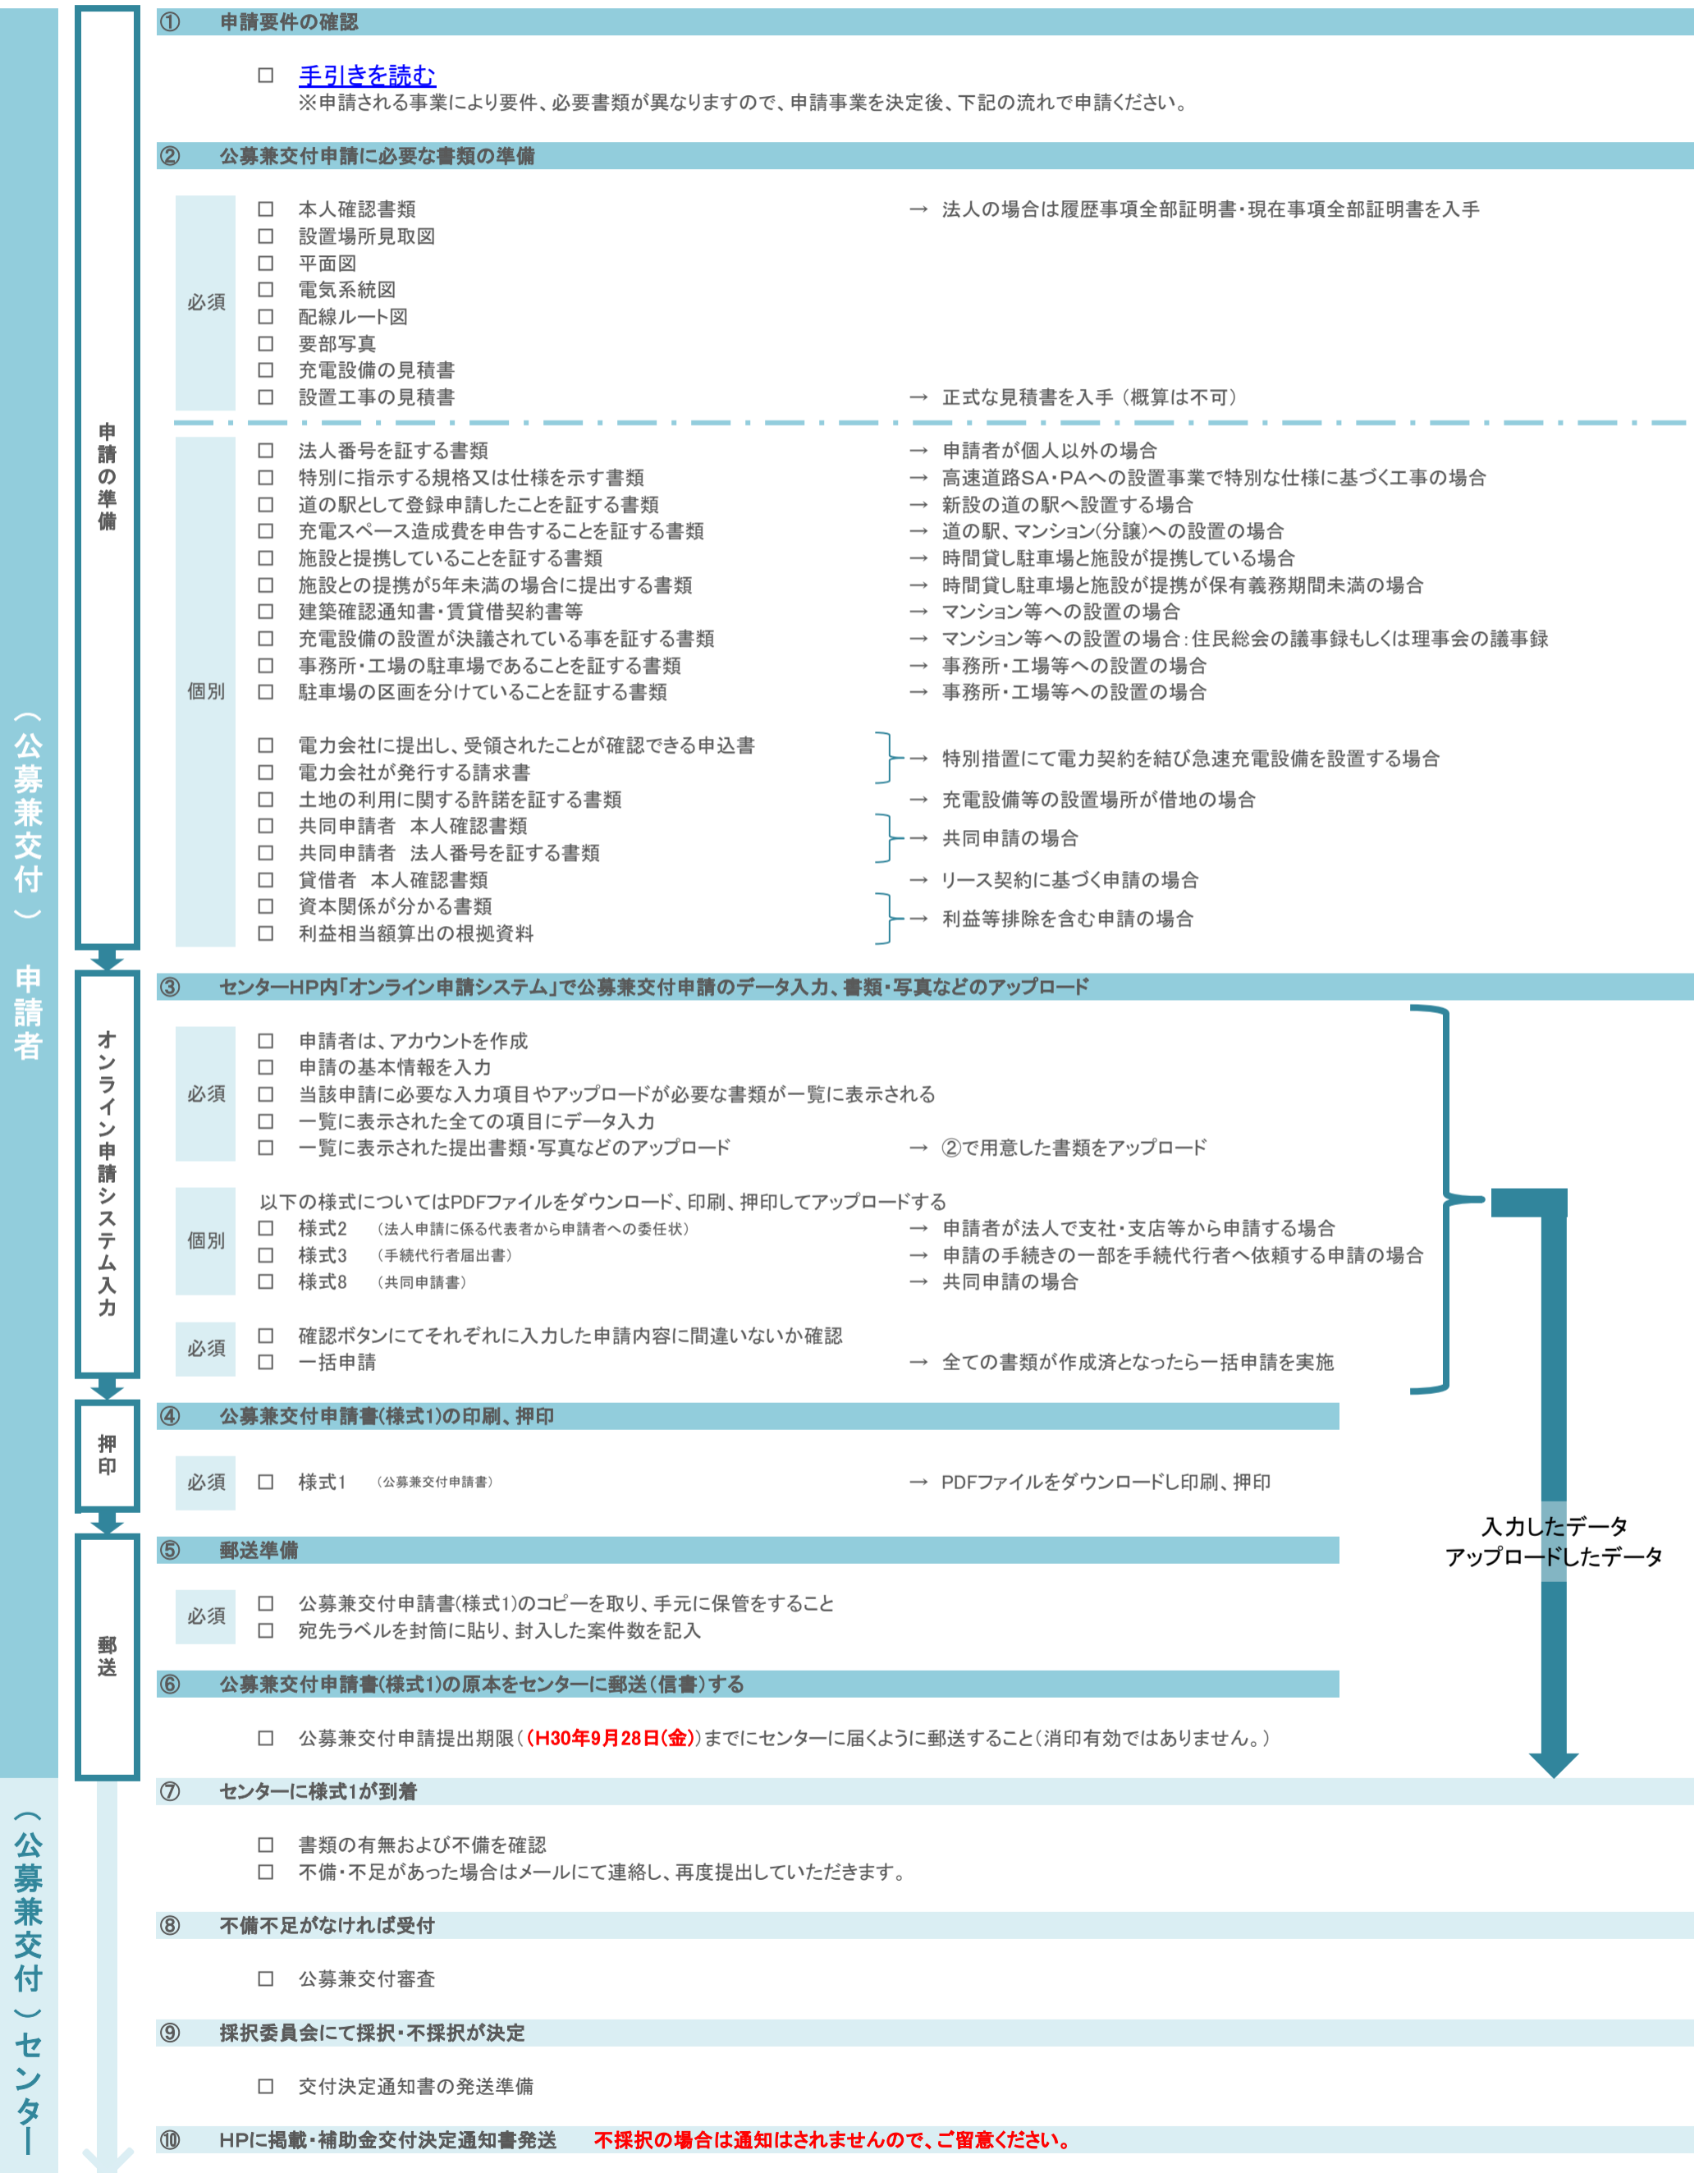 （公募兼交付）　申請者
申請の準備
① 申請要件の確認
□ 手引きを読む
※申請される事業により要件、必要書類が異なりますので、申請事業を決定後、下記の流れで申請ください。
② 公募兼交付申請に必要な書類の準備
必須
□ 本人確認書類 → 法人の場合は履歴事項全部証明書・現在事項全部証明書を入手
□ 設置場所見取図
□ 平面図
□ 電気系統図
□ 配線ルート図
□ 要部写真
□ 充電設備の見積書
□ 設置工事の見積書 → 正式な見積書を入手（概算は不可）
個別
□ 法人番号を証する書類 → 申請者が個人以外の場合
□ 特別に指示する規格又は仕様を示す書類 → 高速道路SA・PAへの設置事業で特別な仕様に基づく工事の場合
□ 道の駅として登録申請したことを証する書類 → 新設の道の駅へ設置する場合
□ 充電スペース造成費を申告することを証する書類 → 道の駅、マンション(分譲)への設置の場合
□ 施設と提携していることを証する書類 → 時間貸し駐車場と施設が提携している場合
□ 施設との提携が5年未満の場合に提出する書類 → 時間貸し駐車場と施設が提携が保有義務期間未満の場合
□ 建築確認通知書・賃貸借契約書等 → マンション等への設置の場合
□ 充電設備の設置が決議されている事を証する書類 → マンション等への設置の場合：住民総会の議事録もしくは理事会の議事録
□ 事務所・工場の駐車場であることを証する書類 → 事務所・工場等への設置の場合
□ 駐車場の区画を分けていることを証する書類 → 事務所・工場等への設置の場合
□ 電力会社に提出し、受領されたことが確認できる申込書
□ 電力会社が発行する請求書
→ 特別措置にて電力契約を結び急速充電設備を設置する場合
□ 土地の利用に関する許諾を証する書類 → 充電設備等の設置場所が借地の場合
□ 共同申請者 本人確認書類
□ 共同申請者 法人番号を証する書類
→ 共同申請の場合
□ 貸借者 本人確認書類 → リース契約に基づく申請の場合
□ 資本関係が分かる書類
□ 利益相当額算出の根拠資料
→ 利益等排除を含む申請の場合
オンライン申請システム入力
③ センターHP内「オンライン申請システム」で公募兼交付申請のデータ入力、書類・写真などのアップロード
必須
□ 申請者は、アカウントを作成
□ 申請の基本情報を入力
□ 当該申請に必要な入力項目やアップロードが必要な書類が一覧に表示される
□ 一覧に表示された全ての項目にデータ入力
□ 一覧に表示された提出書類・写真などのアップロード → ②で用意した書類をアップロード
個別
以下の様式についてはPDFファイルをダウンロード、印刷、押印してアップロードする
□ 様式2 （法人申請に係る代表者から申請者への委任状） → 申請者が法人で支社・支店等から申請する場合
□ 様式3 （手続代行者届出書） → 申請の手続きの一部を手続代行者へ依頼する申請の場合
□ 様式8 （共同申請書） → 共同申請の場合
必須
□ 確認ボタンにてそれぞれに入力した申請内容に間違いないか確認
□ 一括申請 → 全ての書類が作成済となったら一括申請を実施
押印
④ 公募兼交付申請書(様式1)の印刷、押印
必須
□ 様式1 （公募兼交付申請書） → PDFファイルをダウンロードし印刷、押印
入力したデータ
アップロードしたデータ
郵送
⑤ 郵送準備
必須
□ 公募兼交付申請書(様式1)のコピーを取り、手元に保管をすること
□ 宛先ラベルを封筒に貼り、封入した案件数を記入
⑥ 公募兼交付申請書(様式1)の原本をセンターに郵送（信書）する
□ 公募兼交付申請提出期限（（H30年9月28日(金)）までにセンターに届くように郵送すること（消印有効ではありません。）
（公募兼交付）センター
⑦ センターに様式1が到着
□ 書類の有無および不備を確認
□ 不備・不足があった場合はメールにて連絡し、再度提出していただきます。
⑧ 不備不足がなければ受付
□ 公募兼交付審査
⑨ 採択委員会にて採択・不採択が決定
□ 交付決定通知書の発送準備
⑩ HPに掲載・補助金交付決定通知書発送 不採択の場合は通知はされませんので、ご留意ください。